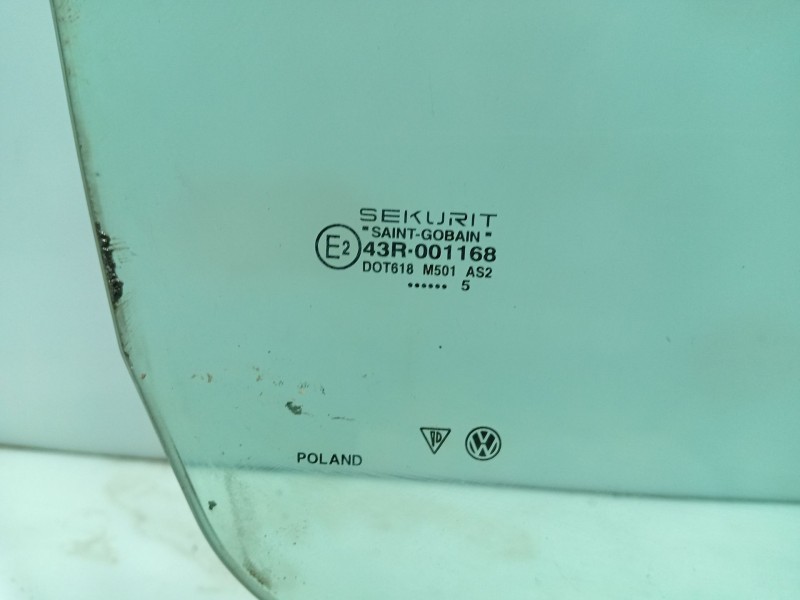 SEKURIT
"SAINT-GOBAIN"
E2 43R-001168
DOT618 M501 AS2
...... 5
POLAND